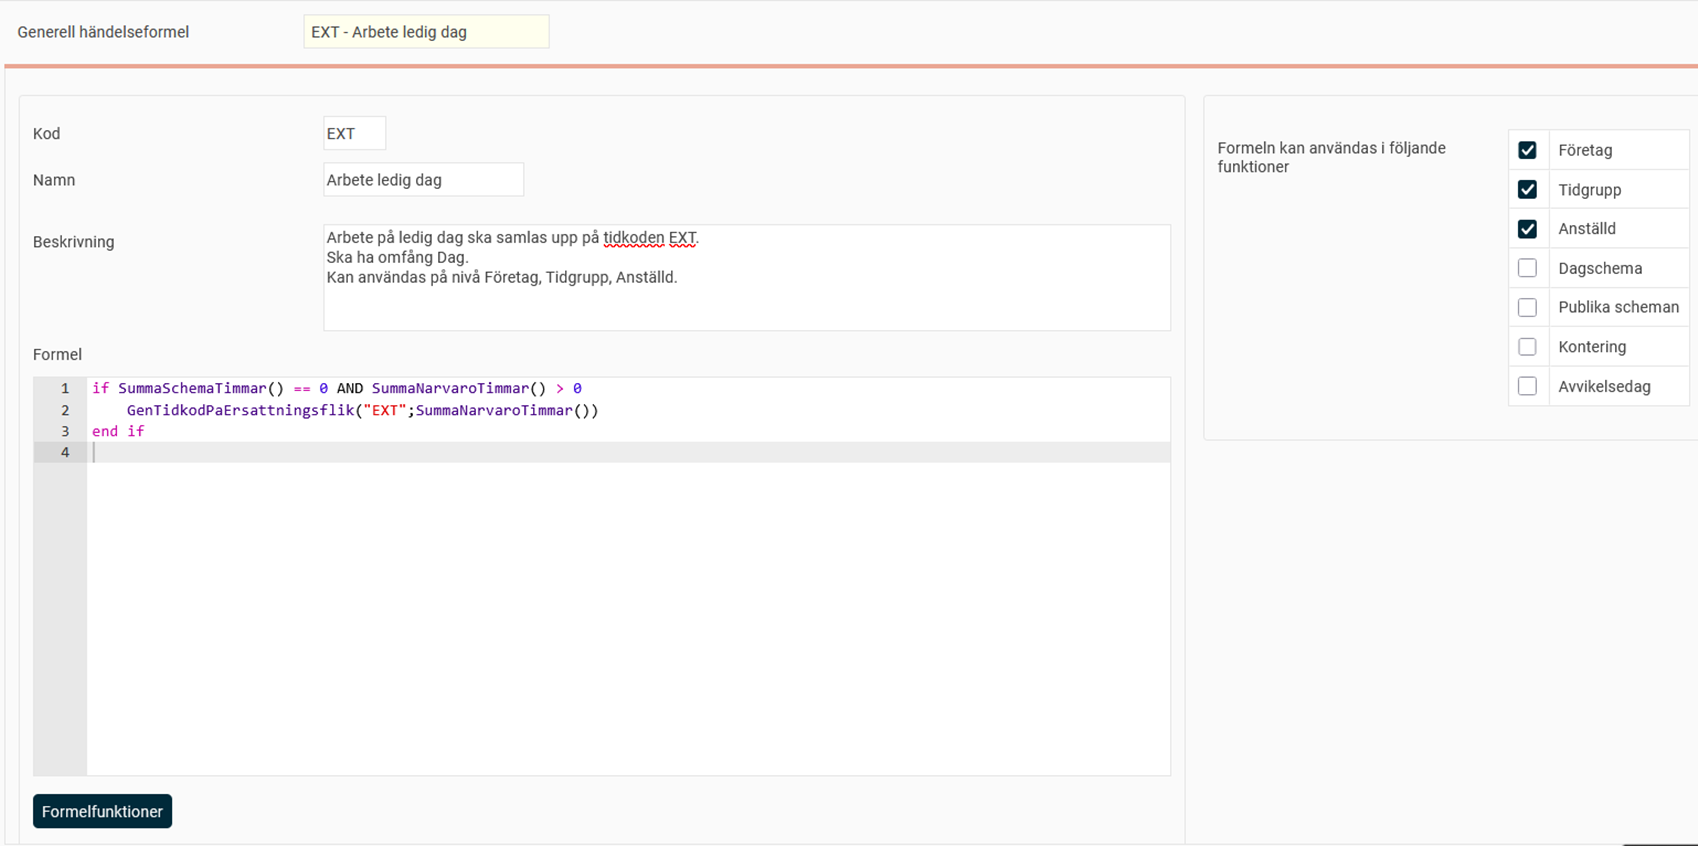 Generell händelseformel
EXT - Arbete ledig dag
Kod
EXT
Namn
Arbete ledig dag
Beskrivning
Arbete på ledig dag ska samlas upp på tidkoden EXT.
Ska ha omfång Dag.
Kan användas på nivå Företag, Tidgrupp, Anställd.
Formel
1 if SummaSchemaTimmar() == 0 AND SummaNarvaroTimmar() > 0
2 GenTidkodPaErsattningsflik("EXT";SummaNarvaroTimmar())
3 end if
4
Formelfunktioner
Formeln kan användas i följande
funktioner
Företag
Tidgrupp
Anställd
Dagschema
Publika scheman
Kontering
Avvikelsedag